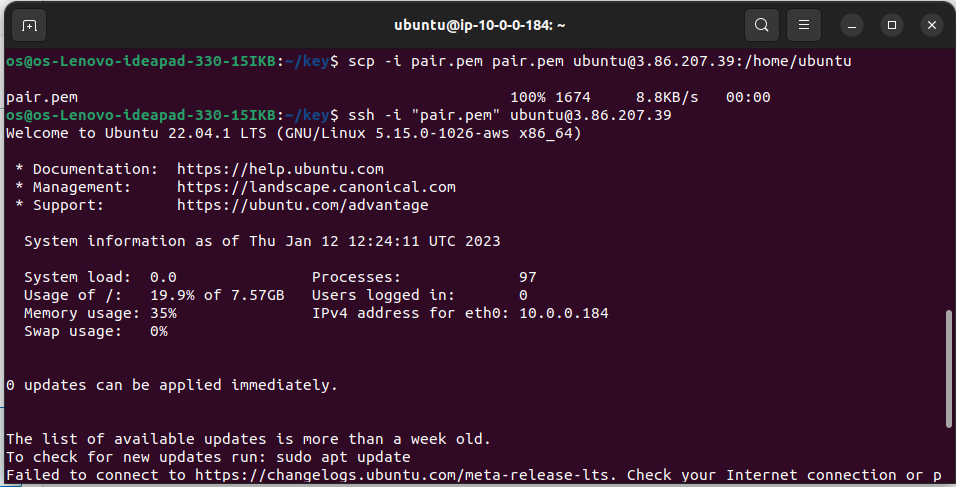 ubuntu@ip-10-0-0-184: ~
os@os-Lenovo-ideapad-330-15IKB:~/key$ scp -i pair.pem pair.pem ubuntu@3.86.207.39:/home/ubuntu
pair.pem 100% 1674 8.8KB/s 00:00
os@os-Lenovo-ideapad-330-15IKB:~/key$ ssh -i "pair.pem" ubuntu@3.86.207.39
Welcome to Ubuntu 22.04.1 LTS (GNU/Linux 5.15.0-1026-aws x86_64)
* Documentation: https://help.ubuntu.com
* Management: https://landscape.canonical.com
* Support: https://ubuntu.com/advantage
System information as of Thu Jan 12 12:24:11 UTC 2023
System load: 0.0 Processes: 97
Usage of /: 19.9% of 7.57GB Users logged in: 0
Memory usage: 35% IPv4 address for eth0: 10.0.0.184
Swap usage: 0%
0 updates can be applied immediately.
The list of available updates is more than a week old.
To check for new updates run: sudo apt update
Failed to connect to https://changelogs.ubuntu.com/meta-release-lts. Check your Internet connection or p